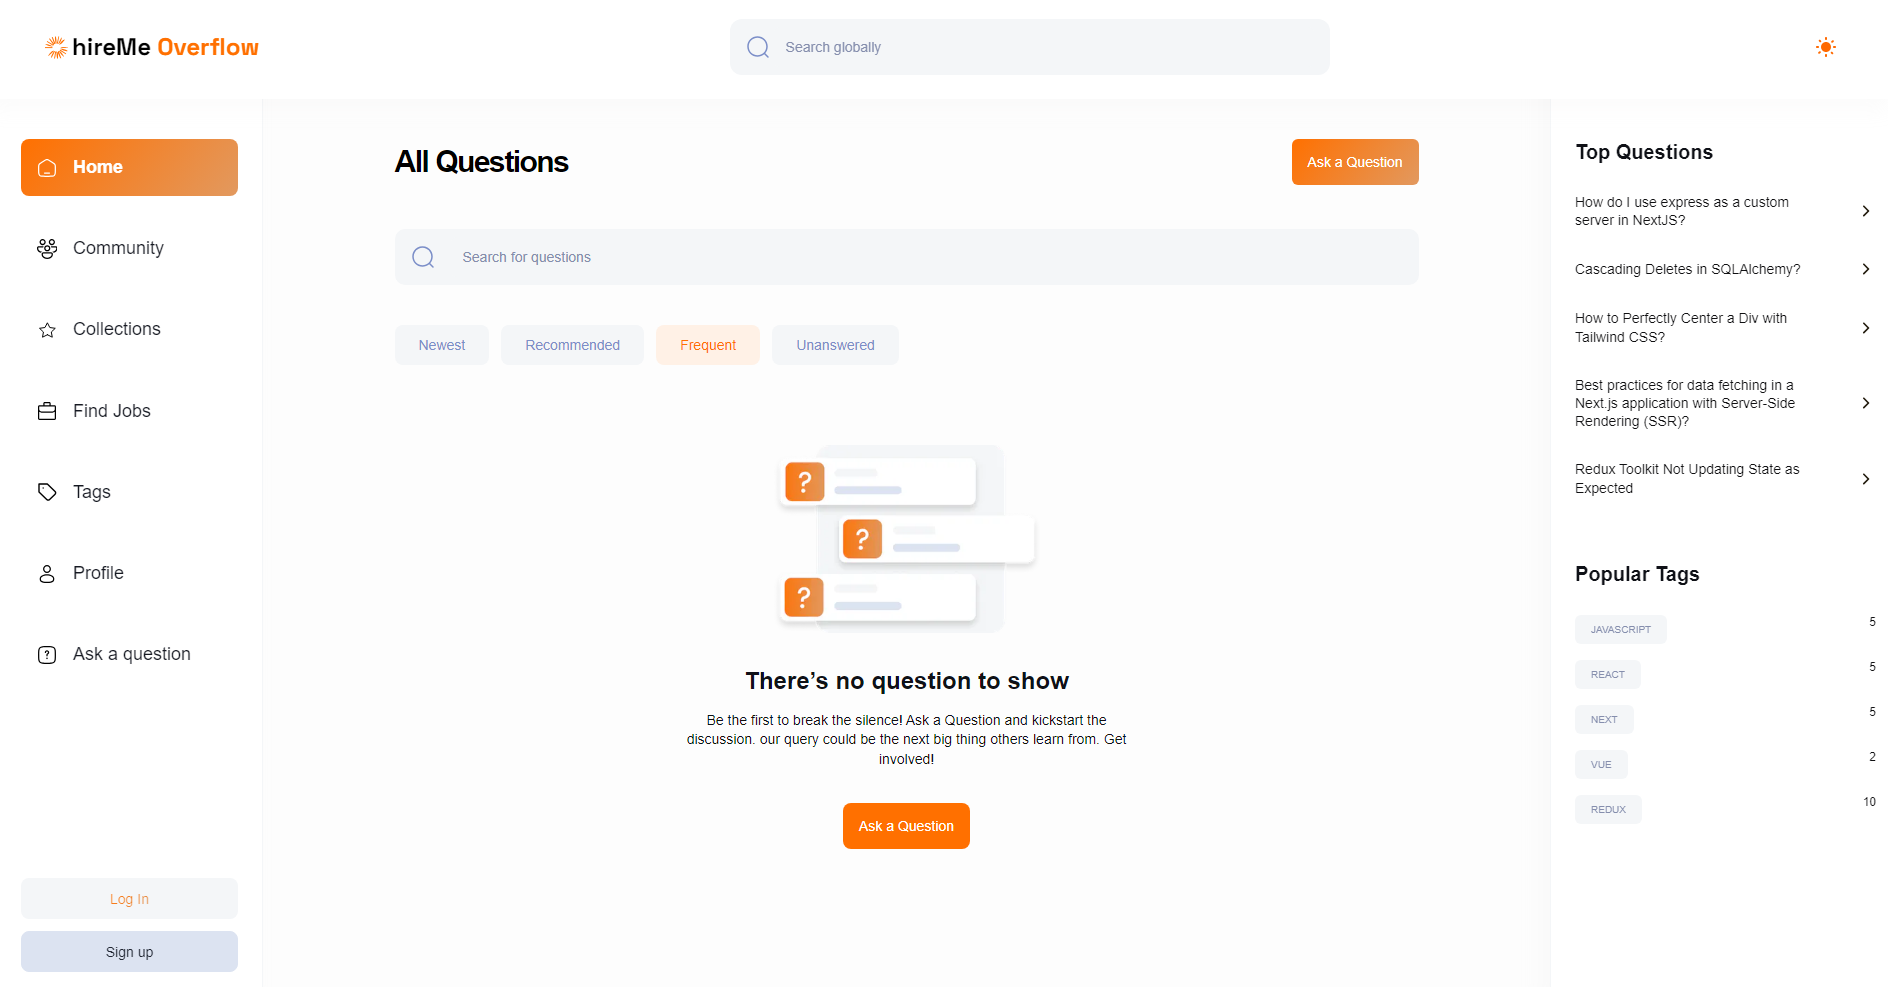 hireMe Overflow
Search globally
Home
Community
Collections
Find Jobs
Tags
Profile
Ask a question
Log In
Sign up
All Questions
Ask a Question
Search for questions
Newest
Recommended
Frequent
Unanswered
?
?
?
There’s no question to show
Be the first to break the silence! Ask a Question and kickstart the
discussion. our query could be the next big thing others learn from. Get
involved!
Ask a Question
Top Questions
How do I use express as a custom
server in NextJS?
Cascading Deletes in SQLAlchemy?
How to Perfectly Center a Div with
Tailwind CSS?
Best practices for data fetching in a
Next.js application with Server-Side
Rendering (SSR)?
Redux Toolkit Not Updating State as
Expected
Popular Tags
JAVASCRIPT 5
REACT 5
NEXT 5
VUE 2
REDUX 10